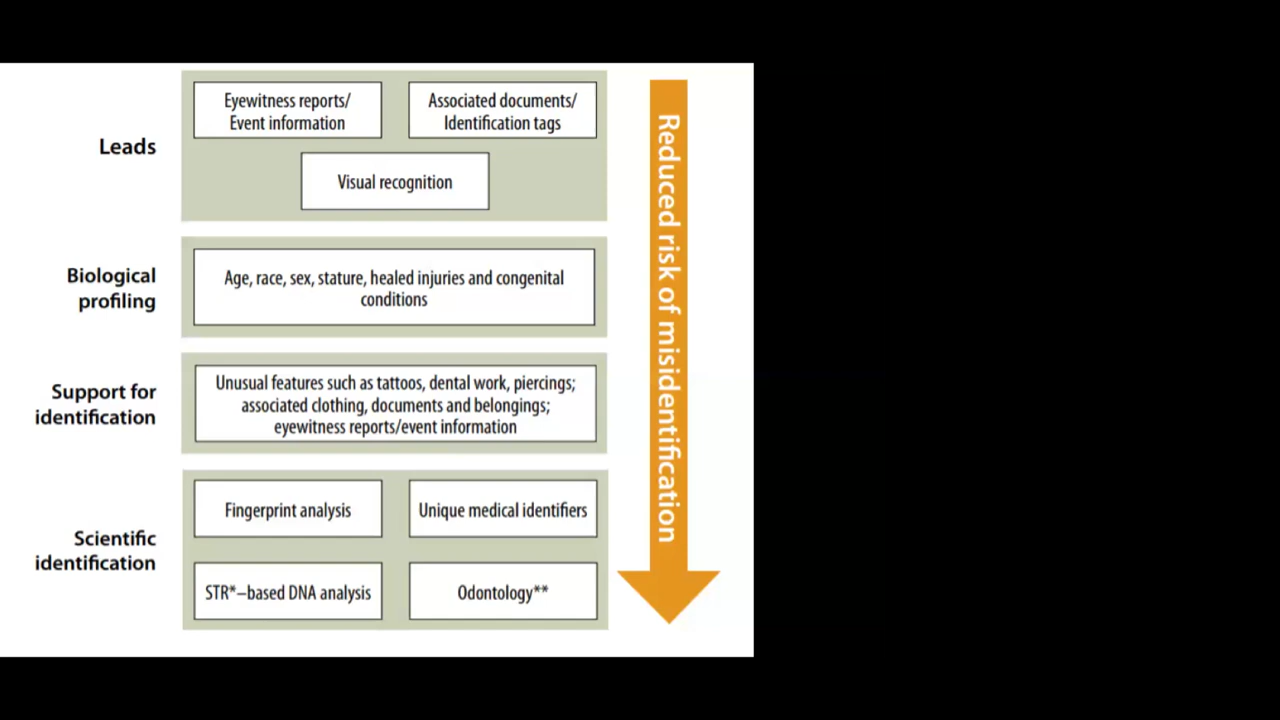 Leads
Eyewitness reports/
Event information
Associated documents/
Identification tags
Visual recognition
Biological
profiling
Age, race, sex, stature, healed injuries and congenital
conditions
Support for
identification
Unusual features such as tattoos, dental work, piercings;
associated clothing, documents and belongings;
eyewitness reports/event information
Scientific
identification
Fingerprint analysis
Unique medical identifiers
STR*–based DNA analysis
Odontology**
Reduced risk of misidentification